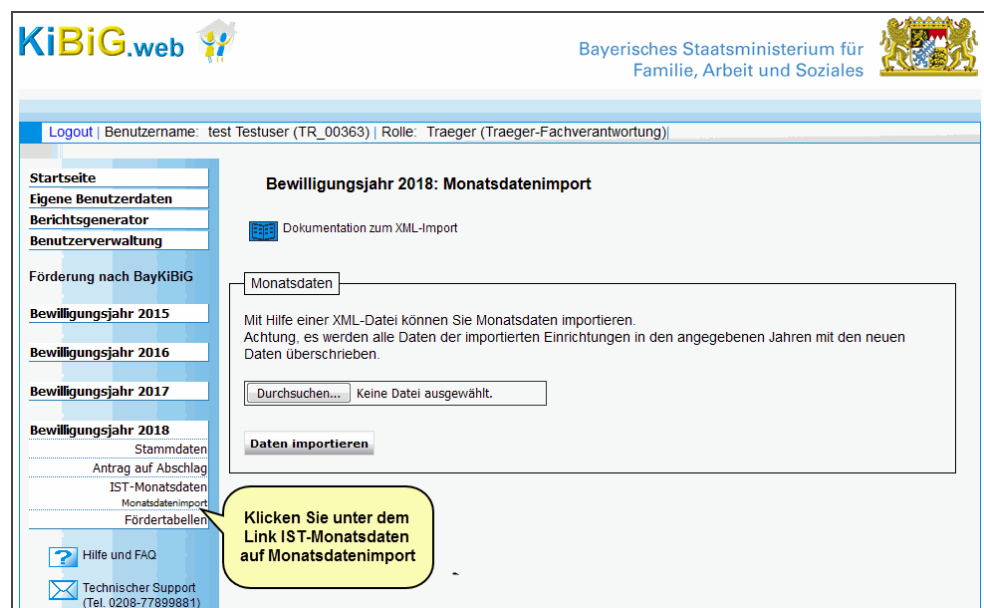 KiBiG.web
Bayerisches Staatsministerium für
Familie, Arbeit und Soziales
Logout | Benutzername: test Testuser (TR_00363) | Rolle: Traeger (Traeger-Fachverantwortung)|
Startseite
Eigene Benutzerdaten
Berichtsgenerator
Benutzerverwaltung
Förderung nach BayKiBiG
Bewilligungsjahr 2015
Bewilligungsjahr 2016
Bewilligungsjahr 2017
Bewilligungsjahr 2018
Stammdaten
Antrag auf Abschlag
IST-Monatsdaten
Monatsdatenimport
Fördertabellen
Hilfe und FAQ
Technischer Support
(Tel. 0208-77899881)
Bewilligungsjahr 2018: Monatsdatenimport
Dokumentation zum XML-Import
Monatsdaten
Mit Hilfe einer XML-Datei können Sie Monatsdaten importieren.
Achtung, es werden alle Daten der importierten Einrichtungen in den angegebenen Jahren mit den neuen
Daten überschrieben.
Durchsuchen... Keine Datei ausgewählt.
Daten importieren
Klicken Sie unter dem
Link IST-Monatsdaten
auf Monatsdatenimport